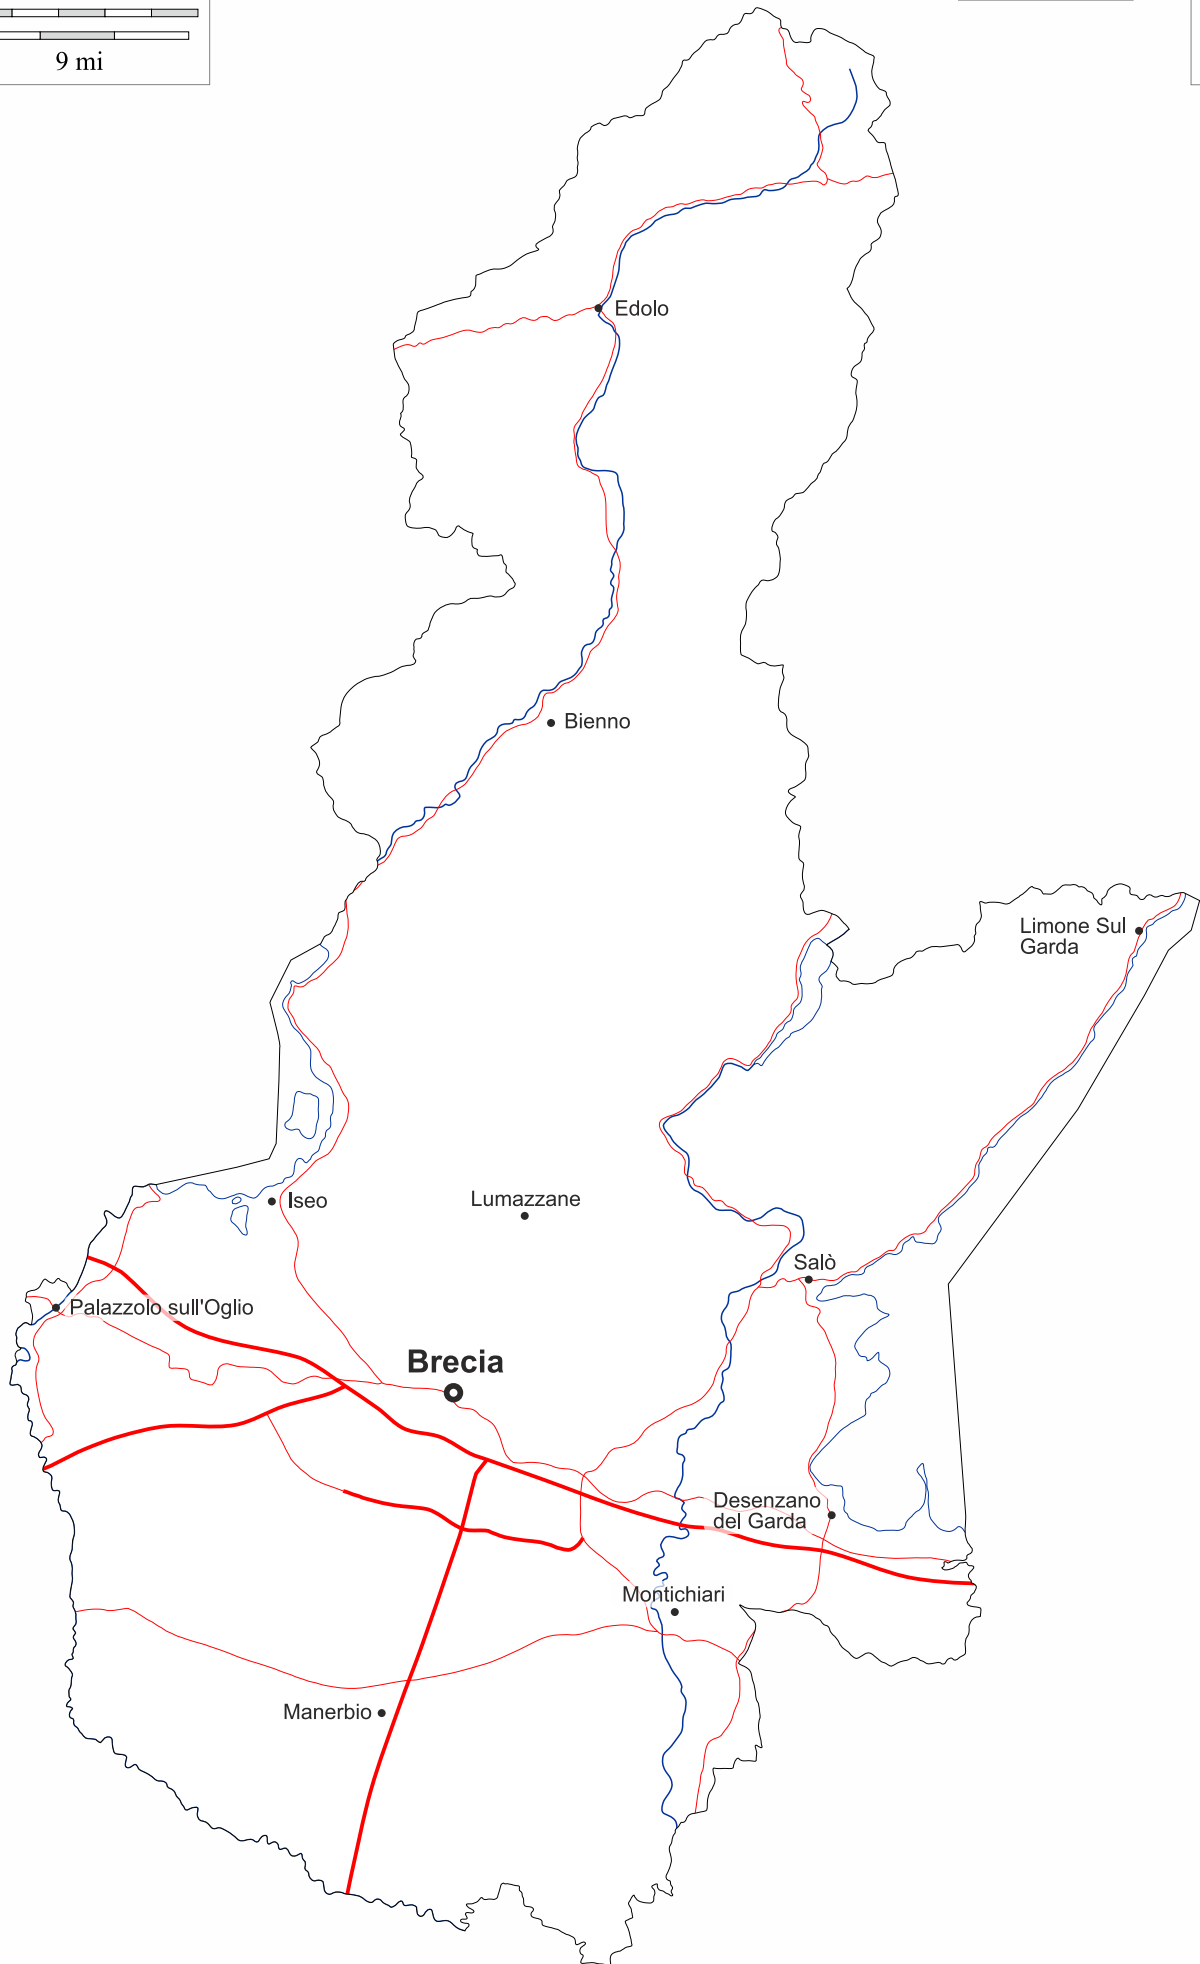 9 mi
Edolo
Bienno
Limone Sul
Garda
Iseo
Lumazzane
Salò
Palazzolo sull'Oglio
Brecia
Desenzano
del Garda
Montichiari
Manerbio